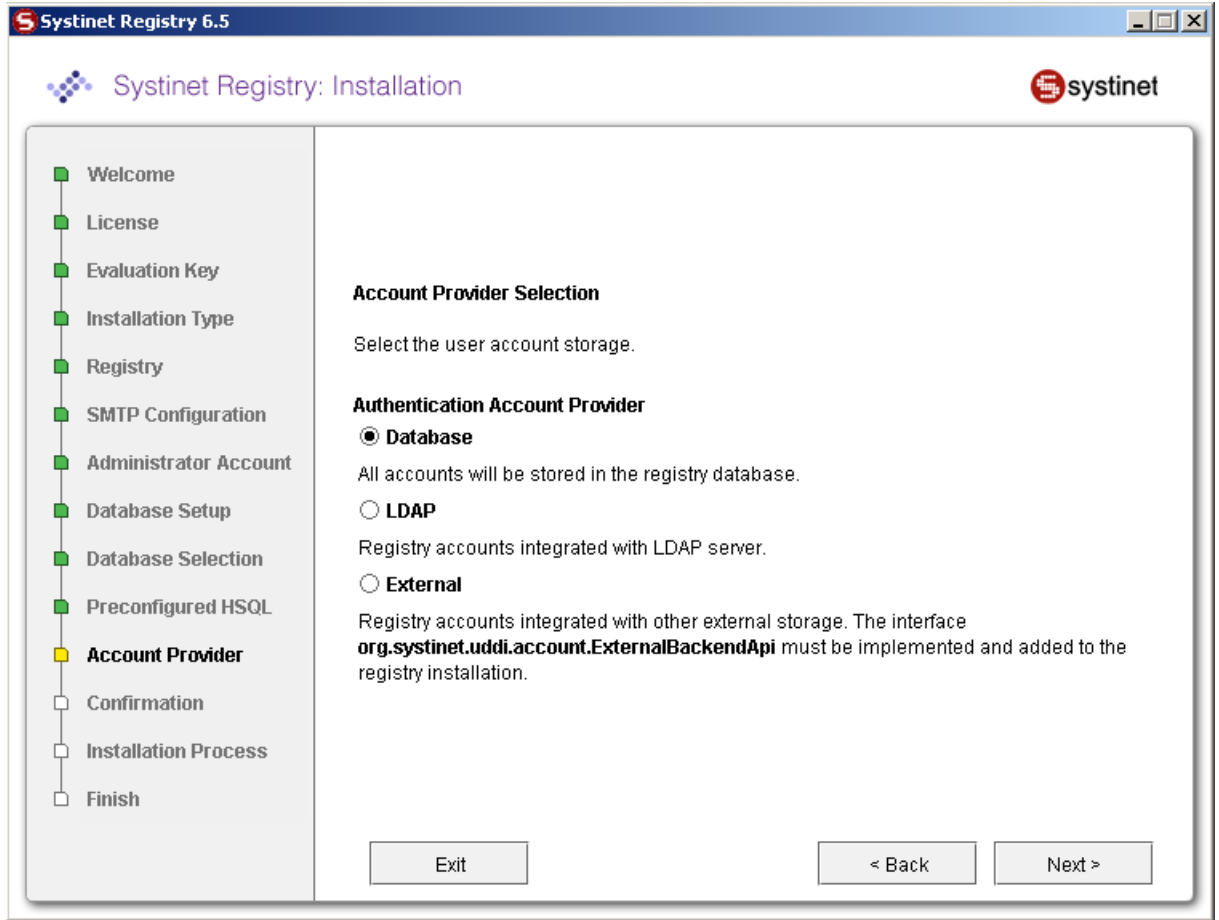 Systinet Registry 6.5
Systinet Registry: Installation
systinet
Welcome
License
Evaluation Key
Installation Type
Registry
SMTP Configuration
Administrator Account
Database Setup
Database Selection
Preconfigured HSQL
Account Provider
Confirmation
Installation Process
Finish
Account Provider Selection
Select the user account storage.
Authentication Account Provider
Database
All accounts will be stored in the registry database.
LDAP
Registry accounts integrated with LDAP server.
External
Registry accounts integrated with other external storage. The interface
org.systinet.uddi.account.ExternalBackendApi must be implemented and added to the
registry installation.
Exit
< Back
Next >